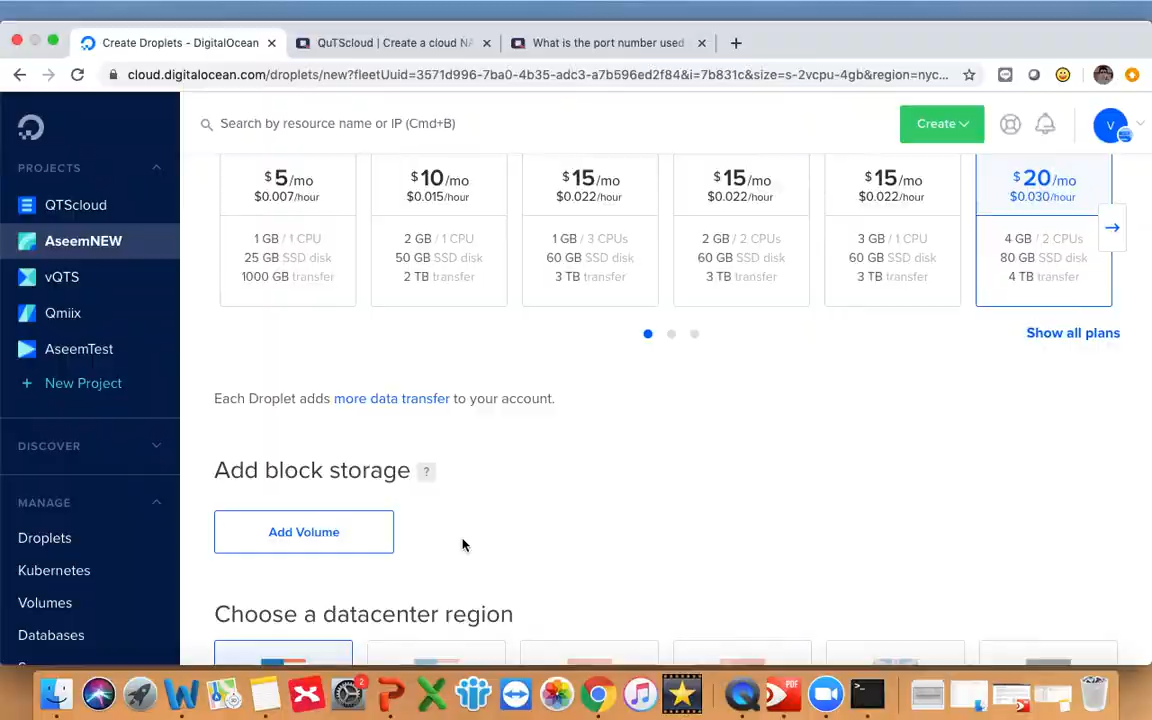 Create Droplets - DigitalOcean
QuTScloud | Create a cloud NA
What is the port number used
cloud.digitalocean.com/droplets/new?fleetUuid=3571d996-7ba0-4b35-adc3-a7b596ed2f84&i=7b831c&size=s-2vcpu-4gb&region=nyc...
Search by resource name or IP (Cmd+B)
Create
V
PROJECTS
QTScloud
AseemNEW
vQTS
Qmiix
AseemTest
+ New Project
DISCOVER
MANAGE
Droplets
Kubernetes
Volumes
Databases
$ 5/mo
$0.007/hour
1 GB / 1 CPU
25 GB SSD disk
1000 GB transfer
$ 10/mo
$0.015/hour
2 GB / 1 CPU
50 GB SSD disk
2 TB transfer
$ 15/mo
$0.022/hour
1 GB / 3 CPUs
60 GB SSD disk
3 TB transfer
$ 15/mo
$0.022/hour
2 GB / 2 CPUs
60 GB SSD disk
3 TB transfer
$ 15/mo
$0.022/hour
3 GB / 1 CPU
60 GB SSD disk
3 TB transfer
$ 20/mo
$0.030/hour
4 GB / 2 CPUs
80 GB SSD disk
4 TB transfer
Show all plans
Each Droplet adds more data transfer to your account.
Add block storage ?
Add Volume
Choose a datacenter region
2
PDF